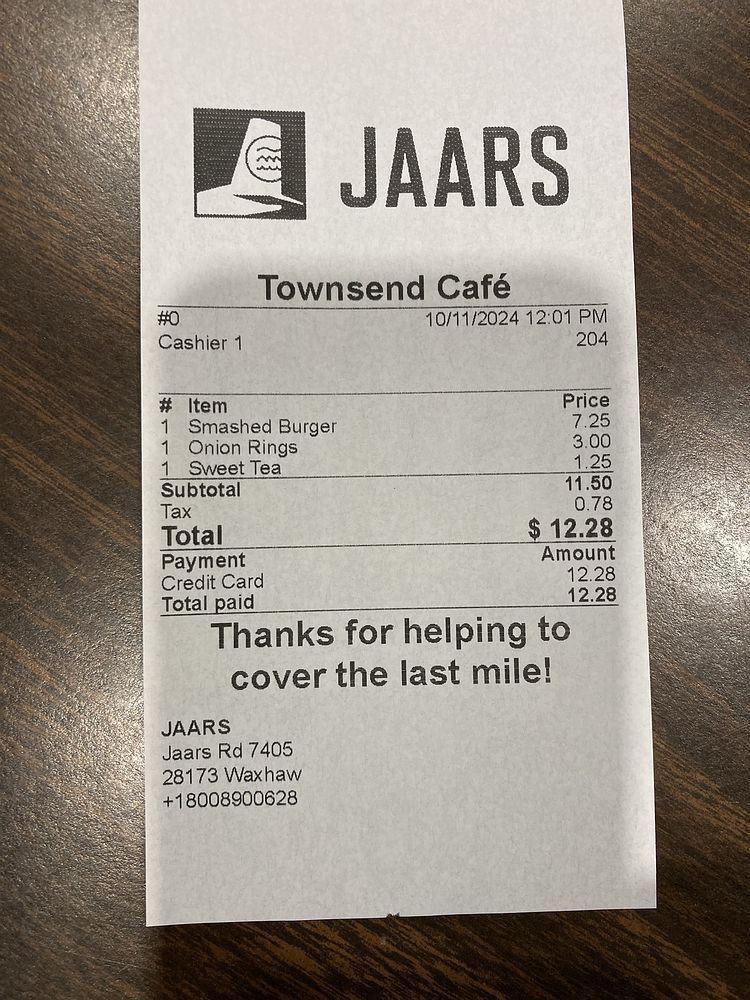 JAARS
Townsend Café
#0 10/11/2024 12:01 PM
Cashier 1 204
# Item Price
1 Smashed Burger 7.25
1 Onion Rings 3.00
1 Sweet Tea 1.25
Subtotal 11.50
Tax 0.78
Total $ 12.28
Payment Amount
Credit Card 12.28
Total paid 12.28
Thanks for helping to
cover the last mile!
JAARS
Jaars Rd 7405
28173 Waxhaw
+18008900628